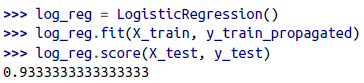 >>> log_reg = LogisticRegression()
>>> log_reg.fit(X_train, y_train_propagated)
>>> log_reg.score(X_test, y_test)
0.9333333333333333